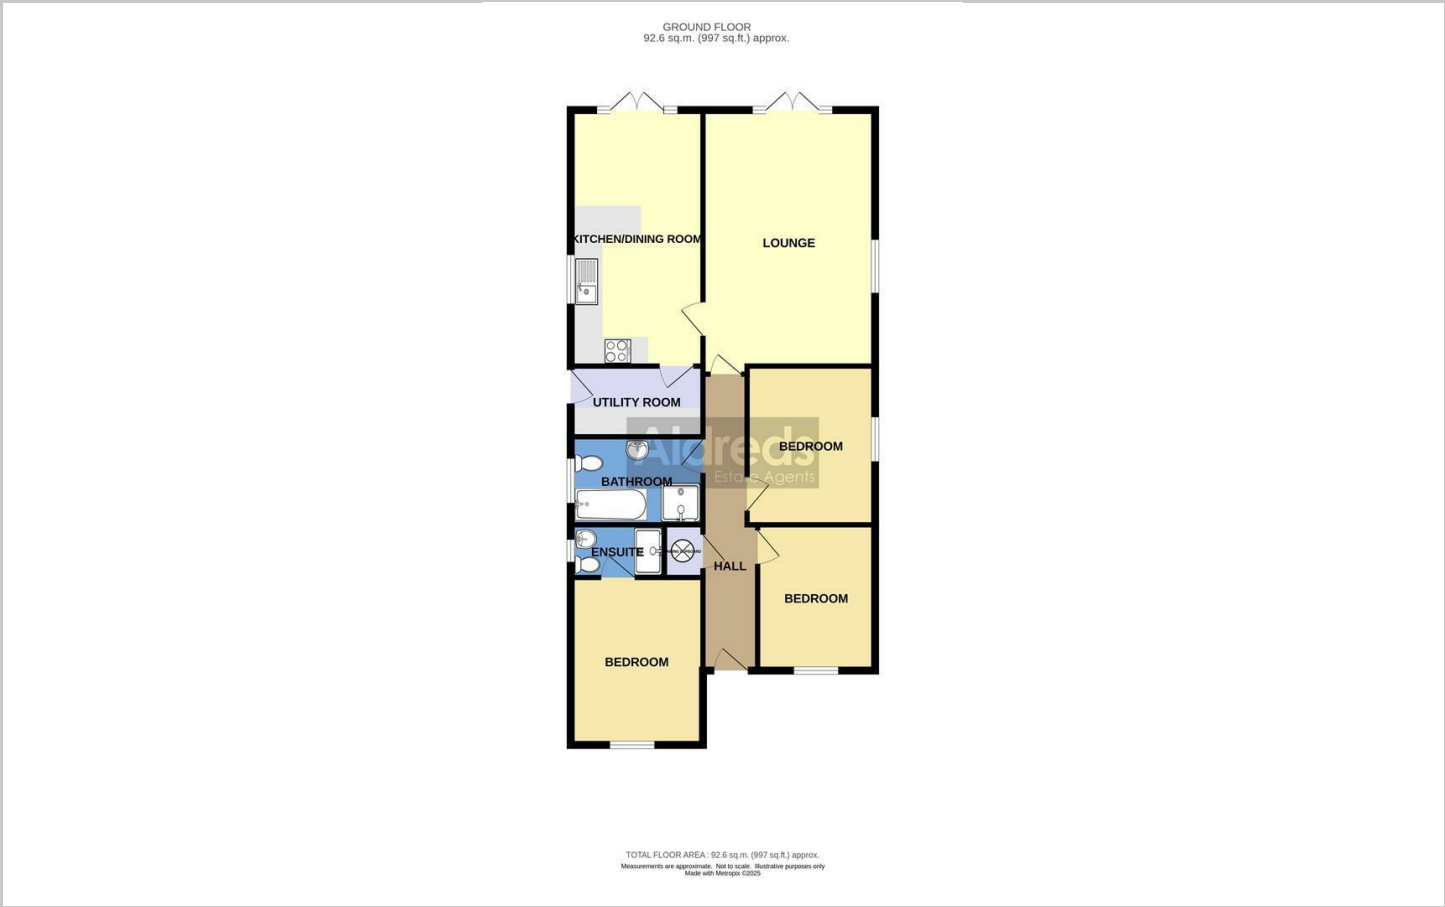 GROUND FLOOR
92.6 sq.m. (997 sq.ft.) approx.
KITCHEN/DINING ROOM
LOUNGE
UTILITY ROOM
Aldreds
Estate Agents
BEDROOM
BATHROOM
ENSUITE
HALL
BEDROOM
BEDROOM
TOTAL FLOOR AREA : 92.6 sq.m. (997 sq.ft.) approx.
Measurements are approximate. Not to scale. Illustrative purposes only
Made with Metropix ©2025